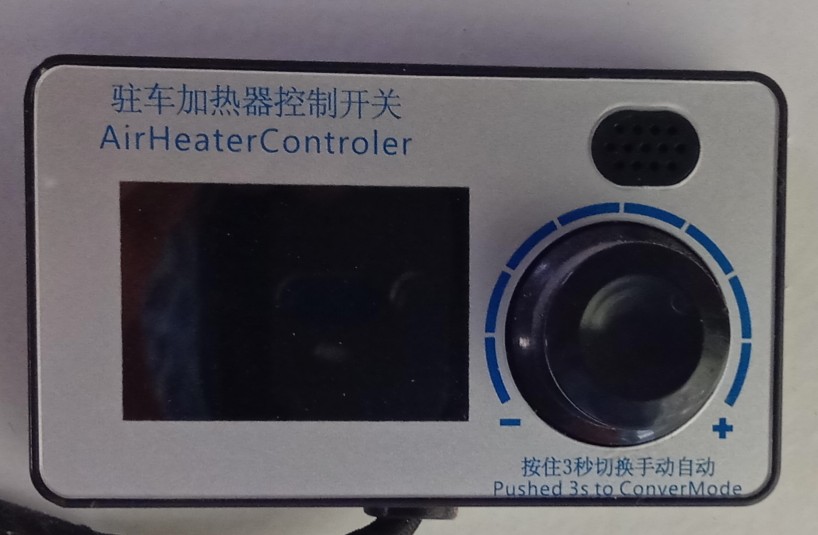 驻车加热器控制开关
AirHeaterControler
- +
按住3秒切换手动自动
Pushed 3s to ConverMode